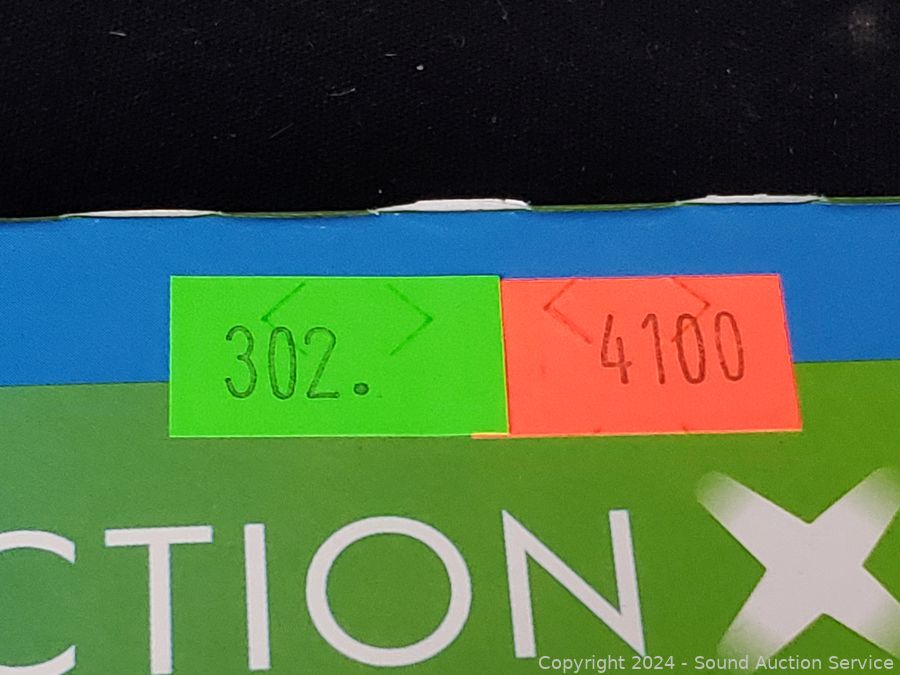 302. 4100
CTION X
Copyright 2024 - Sound Auction Service